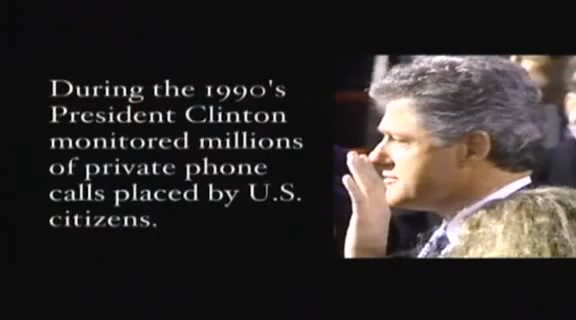 During the 1990's
President Clinton
monitored millions
of private phone
calls placed by U.S.
citizens.